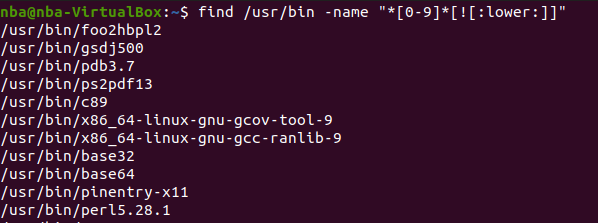 nba@nba-VirtualBox:~$ find /usr/bin -name "*[0-9]*[![:lower:]]"
/usr/bin/foo2hbpl2
/usr/bin/gsdj500
/usr/bin/pdb3.7
/usr/bin/ps2pdf13
/usr/bin/c89
/usr/bin/x86_64-linux-gnu-gcov-tool-9
/usr/bin/x86_64-linux-gnu-gcc-ranlib-9
/usr/bin/base32
/usr/bin/base64
/usr/bin/pinentry-x11
/usr/bin/perl5.28.1